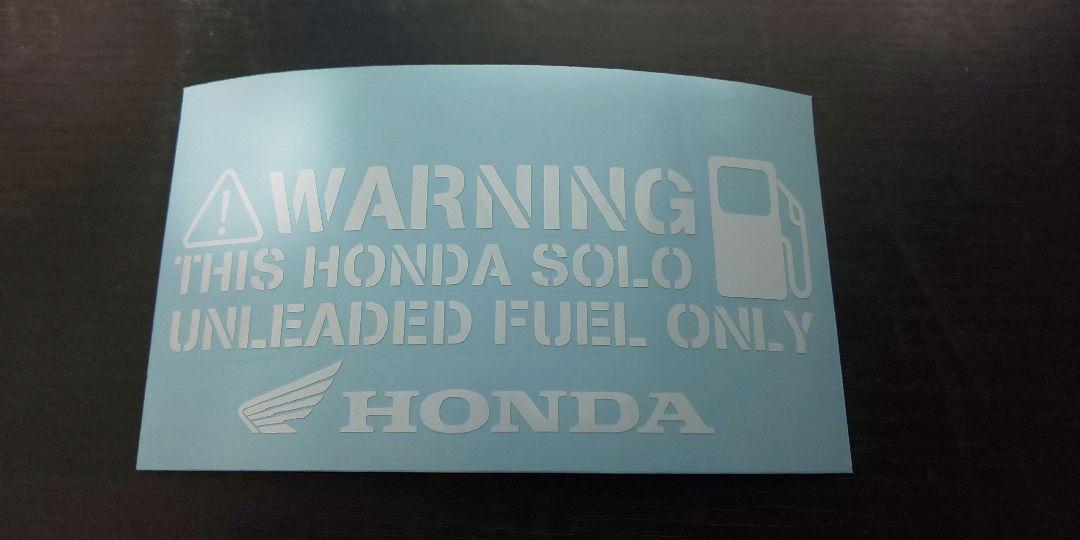 WARNING
THIS HONDA SOLO
UNLEADED FUEL ONLY
HONDA